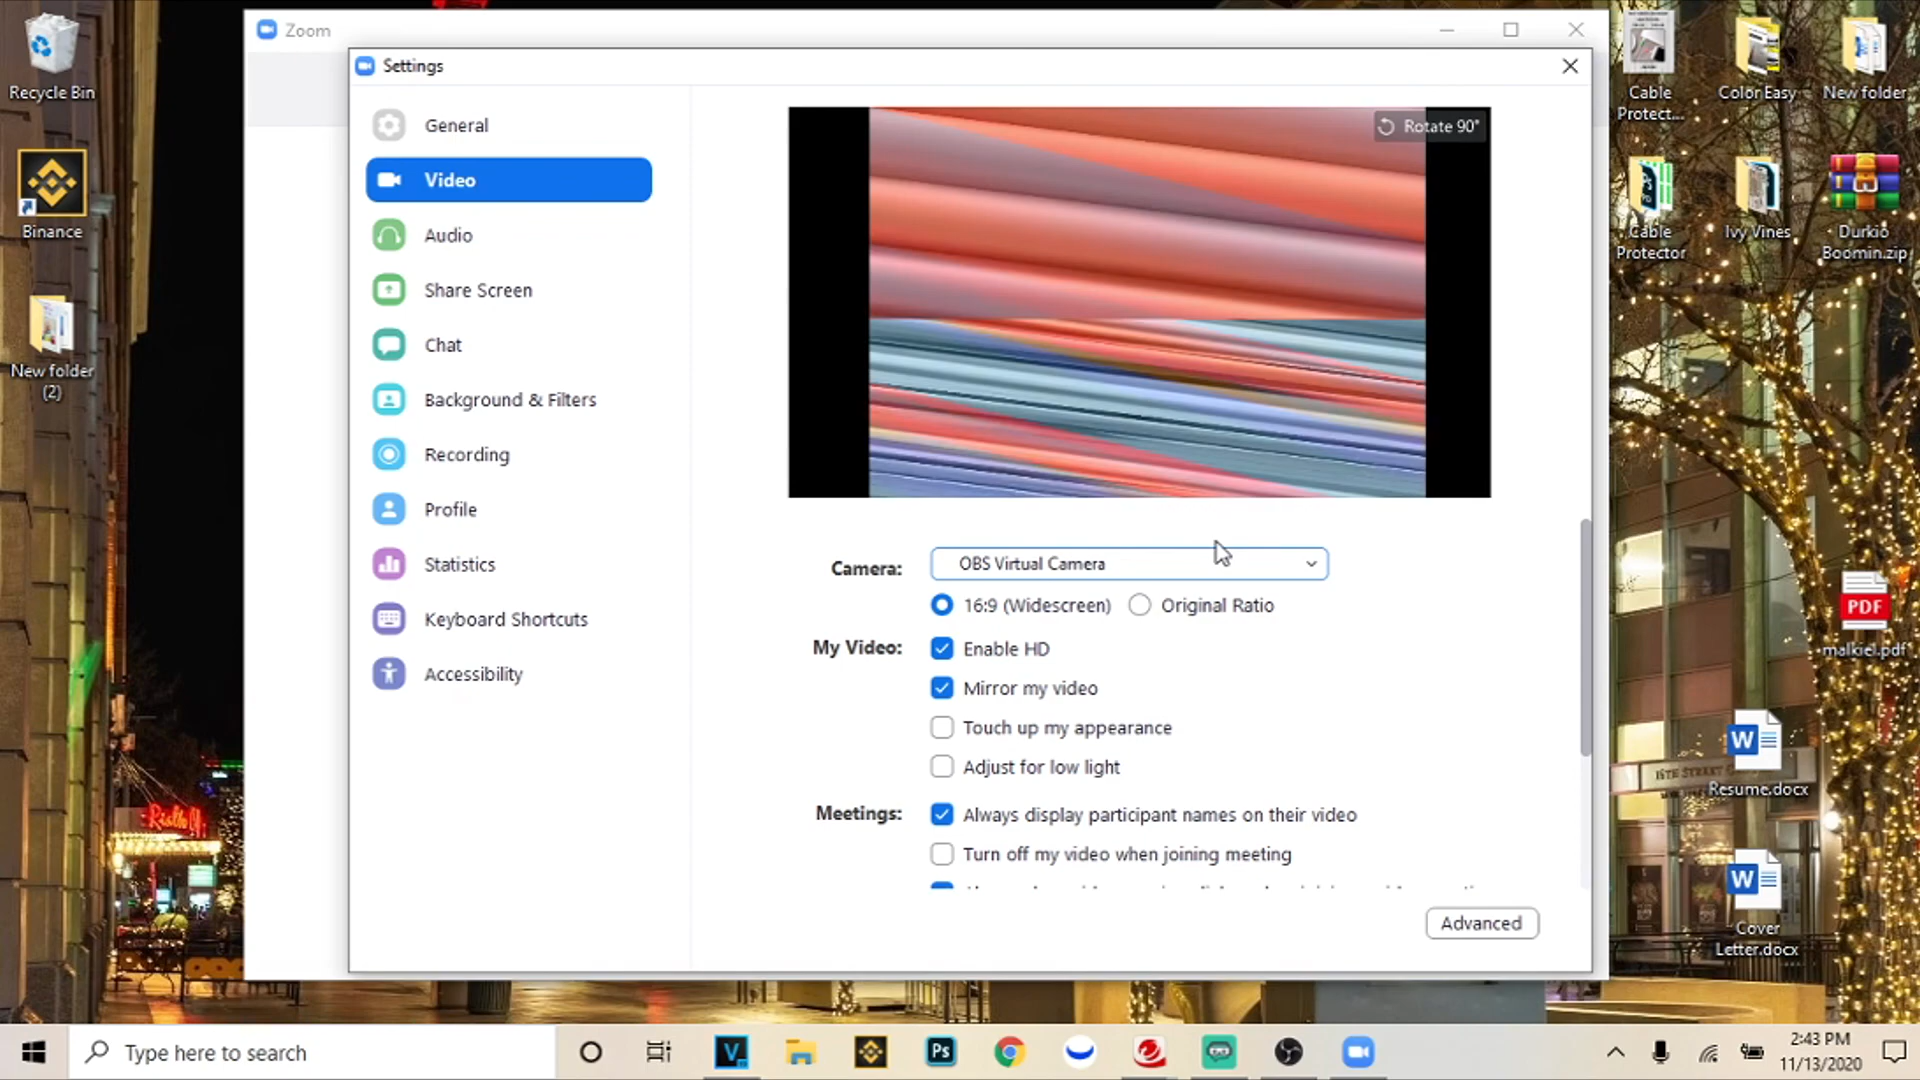 Zoom
Settings
Recycle Bin
Binance
New folder
(2)
General
Video
Audio
Share Screen
Chat
Background & Filters
Recording
Profile
Statistics
Keyboard Shortcuts
Accessibility
Rotate 90°
Camera:
OBS Virtual Camera
16:9 (Widescreen)
Original Ratio
My Video:
Enable HD
Mirror my video
Touch up my appearance
Adjust for low light
Meetings:
Always display participant names on their video
Turn off my video when joining meeting
Advanced
Cable
Protect...
Color Easy
New folder
Cable
Protector
Ivy Vines
Durkio
Boomin.zip
PDF
malkiel.pdf
W
Resume.docx
W
Cover
Letter.docx
16TH STREET
Rialto
Type here to search
V
Ps
2:43 PM
11/13/2020